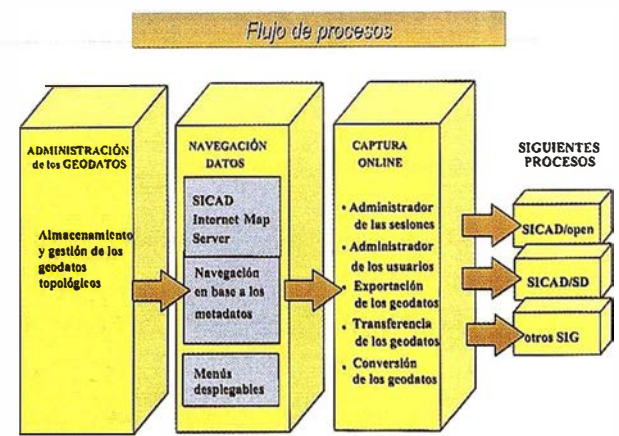 Flujo de procesos
ADMINISTRACIÓN
de los GEODATOS
Almacenamiento
y gestión de los
geodatos
topológicos
NAVEGACIÓN
DATOS
SICAD
Internet Map
Server
Navegación
en base a los
metadatos
Menús
desplegables
CAPTURA
ONLINE
• Administrador
de las sesiones
• Administrador
de los usuarios
• Exportación
de los geodatos
• Transferencia
de los geodatos
• Conversión
de los geodatos
SIGUIENTES
PROCESOS
SICAD/open
SICAD/SD
otros SIG